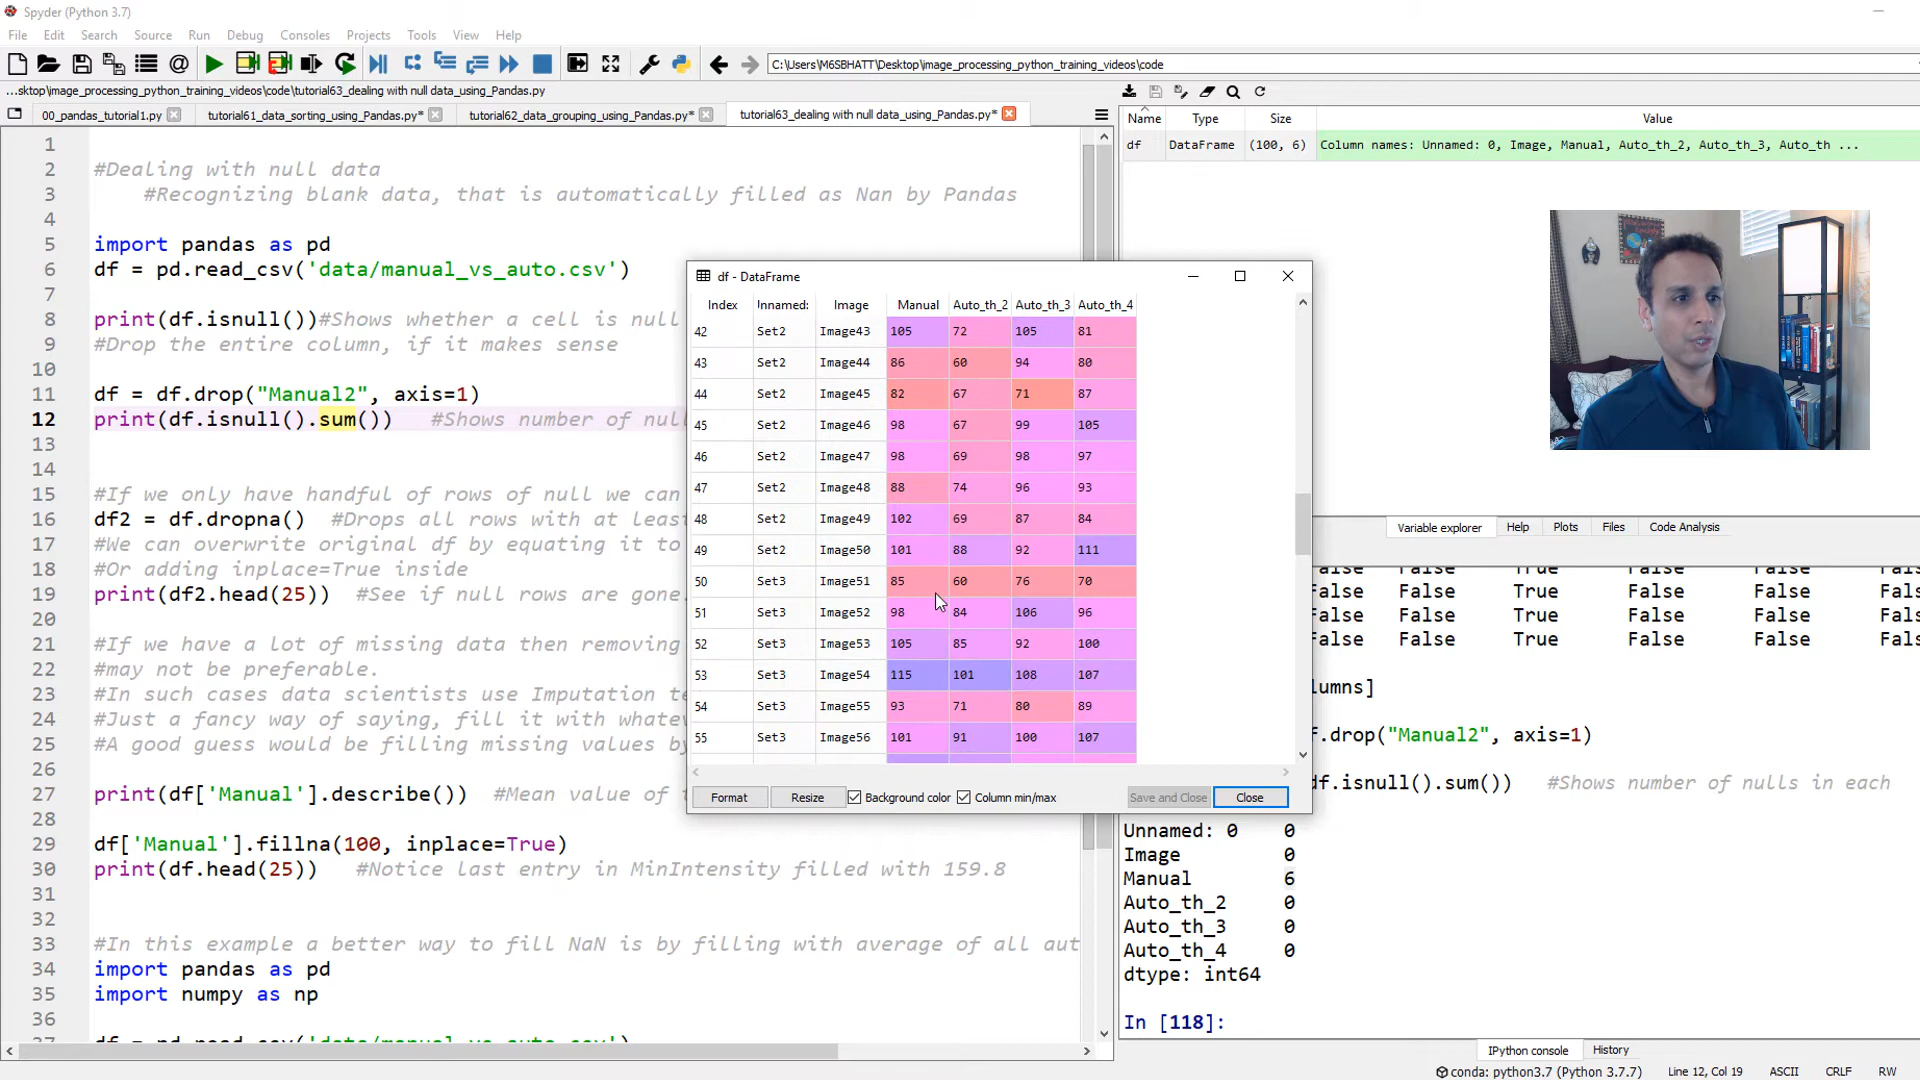 Spyder (Python 3.7)
File Edit Search Source Run Debug Consoles Projects Tools View Help
C:\Users\M6SBHATT\Desktop\image_processing_python_training_videos\code
...sktop\image_processing_python_training_videos\code\tutorial63_dealing with null data_using_Pandas.py
00_pandas_tutorial1.py tutorial61_data_sorting_using_Pandas.py* tutorial62_data_grouping_using_Pandas.py* tutorial63_dealing with null data_using_Pandas.py*
1
2 #Dealing with null data
3 #Recognizing blank data, that is automatically filled as Nan by Pandas
4
5 import pandas as pd
6 df = pd.read_csv('data/manual_vs_auto.csv')
7
8 print(df.isnull())#Shows whether a cell is null
9 #Drop the entire column, if it makes sense
10
11 df = df.drop("Manual2", axis=1)
12 print(df.isnull().sum()) #Shows number of nul
13
14
15 #If we only have handful of rows of null we can
16 df2 = df.dropna() #Drops all rows with at leas
17 #We can overwrite original df by equating it to
18 #Or adding inplace=True inside
19 print(df2.head(25)) #See if null rows are gone
20
21 #If we have a lot of missing data then removing
22 #may not be preferable.
23 #In such cases data scientists use Imputation te
24 #Just a fancy way of saying, fill it with whatev
25 #A good guess would be filling missing values by
26
27 print(df['Manual'].describe()) #Mean value of
28
29 df['Manual'].fillna(100, inplace=True)
30 print(df.head(25)) #Notice last entry in MinIntensity filled with 159.8
31
32
33 #In this example a better way to fill NaN is by filling with average of all aut
34 import pandas as pd
35 import numpy as np
36
df = pd.read_csv('data/manual_vs_auto.csv')
df - DataFrame
Index nnamed: Image Manual Auto_th_2 Auto_th_3 Auto_th_4
42 Set2 Image43 105 72 105 81
43 Set2 Image44 86 60 94 80
44 Set2 Image45 82 67 71 87
45 Set2 Image46 98 67 99 105
46 Set2 Image47 98 69 98 97
47 Set2 Image48 88 74 96 93
48 Set2 Image49 102 69 87 84
49 Set2 Image50 101 88 92 111
50 Set3 Image51 85 60 76 70
51 Set3 Image52 98 84 106 96
52 Set3 Image53 105 85 92 100
53 Set3 Image54 115 101 108 107
54 Set3 Image55 93 71 80 89
55 Set3 Image56 101 91 100 107
Format Resize Background color Column min/max Save and Close Close
Name Type Size Value
df DataFrame (100, 6) Column names: Unnamed: 0, Image, Manual, Auto_th_2, Auto_th_3, Auto_th ...
Variable explorer Help Plots Files Code Analysis
False False True False False Fals
alse False True False False Fals
alse False True False False Fals
alse False True False False Fals
lumns]
f.drop("Manual2", axis=1)
df.isnull().sum()) #Shows number of nulls in each
Unnamed: 0 0
Image 0
Manual 6
Auto_th_2 0
Auto_th_3 0
Auto_th_4 0
dtype: int64
In [118]:
IPython console History
conda: python3.7 (Python 3.7.7) Line 12, Col 19 ASCII CRLF RW